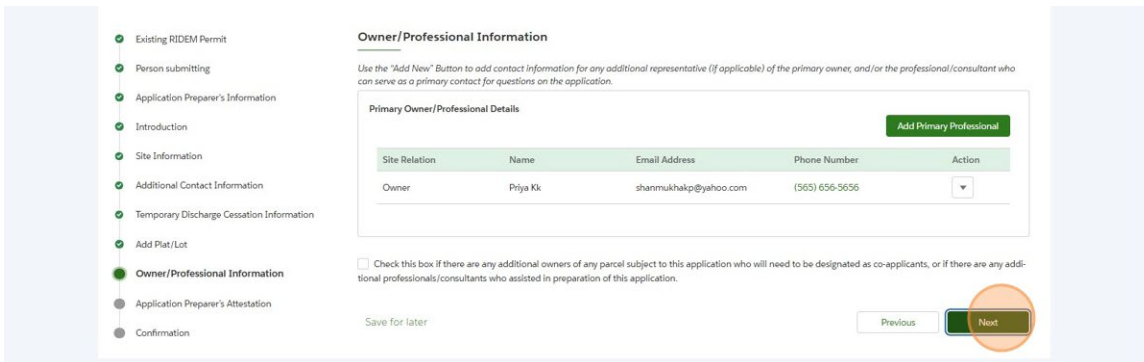 Existing RIDEM Permit
Person submitting
Application Preparer's Information
Introduction
Site Information
Additional Contact Information
Temporary Discharge Cessation Information
Add Plat/Lot
Owner/Professional Information
Application Preparer's Attestation
Confirmation
Owner/Professional Information
Use the "Add New" Button to add contact information for any additional representative (if applicable) of the primary owner, and/or the professional/consultant who
can serve as a primary contact for questions on the application.
Primary Owner/Professional Details
Add Primary Professional
Site Relation Name Email Address Phone Number Action
Owner Priya Kk shanmukhakp@yahoo.com (565) 656-5656
Check this box if there are any additional owners of any parcel subject to this application who will need to be designated as co-applicants, or if there are any addi-
tional professionals/consultants who assisted in preparation of this application.
Save for later
Previous
Next